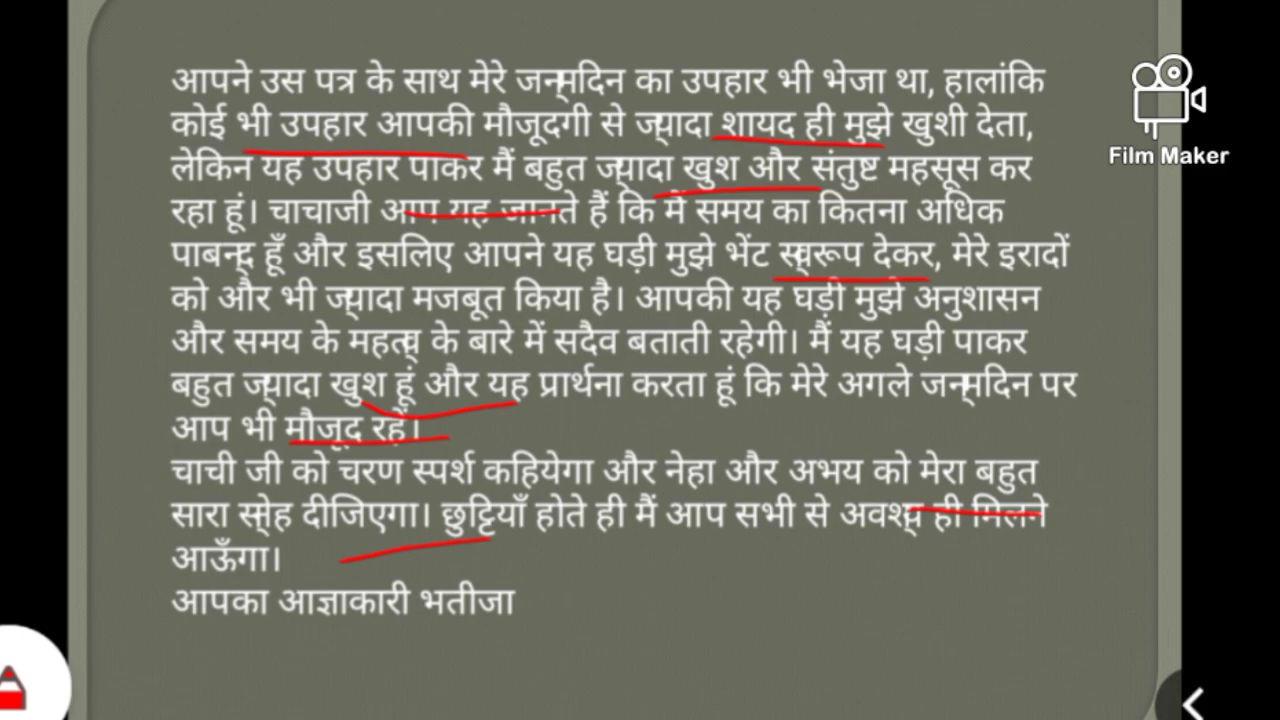 आपने उस पत्र के साथ मेरे जन्मदिन का उपहार भी भेजा था, हालांकि
कोई भी उपहार आपकी मौजूदगी से ज्यादा शायद ही मुझे खुशी देता,
लेकिन यह उपहार पाकर मैं बहुत ज्यादा खुश और संतुष्ट महसूस कर
रहा हूं। चाचाजी आप यह जानते हैं कि मैं समय का कितना अधिक
पाबन्द हूँ और इसलिए आपने यह घड़ी मुझे भेंट स्वरूप देकर, मेरे इरादों
को और भी ज्यादा मजबूत किया है। आपकी यह घड़ी मुझे अनुशासन
और समय के महत्व के बारे में सदैव बताती रहेगी। मैं यह घड़ी पाकर
बहुत ज्यादा खुश हूं और यह प्रार्थना करता हूं कि मेरे अगले जन्मदिन पर
आप भी मौजूद रहें।
चाची जी को चरण स्पर्श कहियेगा और नेहा और अभय को मेरा बहुत
सारा स्नेह दीजिएगा। छुट्टियाँ होते ही मैं आप सभी से अवश्य ही मिलने
आऊँगा।
आपका आज्ञाकारी भतीजा
Film Maker